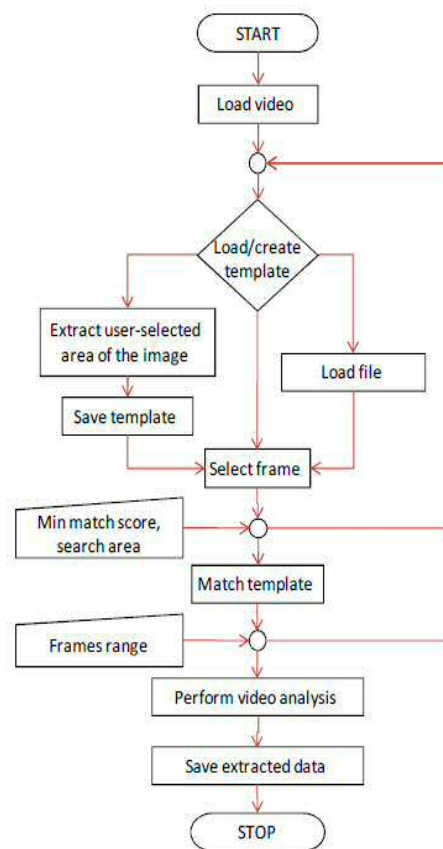 START
Load video
Load/create
template
Extract user-selected
area of the image
Load file
Save template
Select frame
Min match score,
search area
Match template
Frames range
Perform video analysis
Save extracted data
STOP